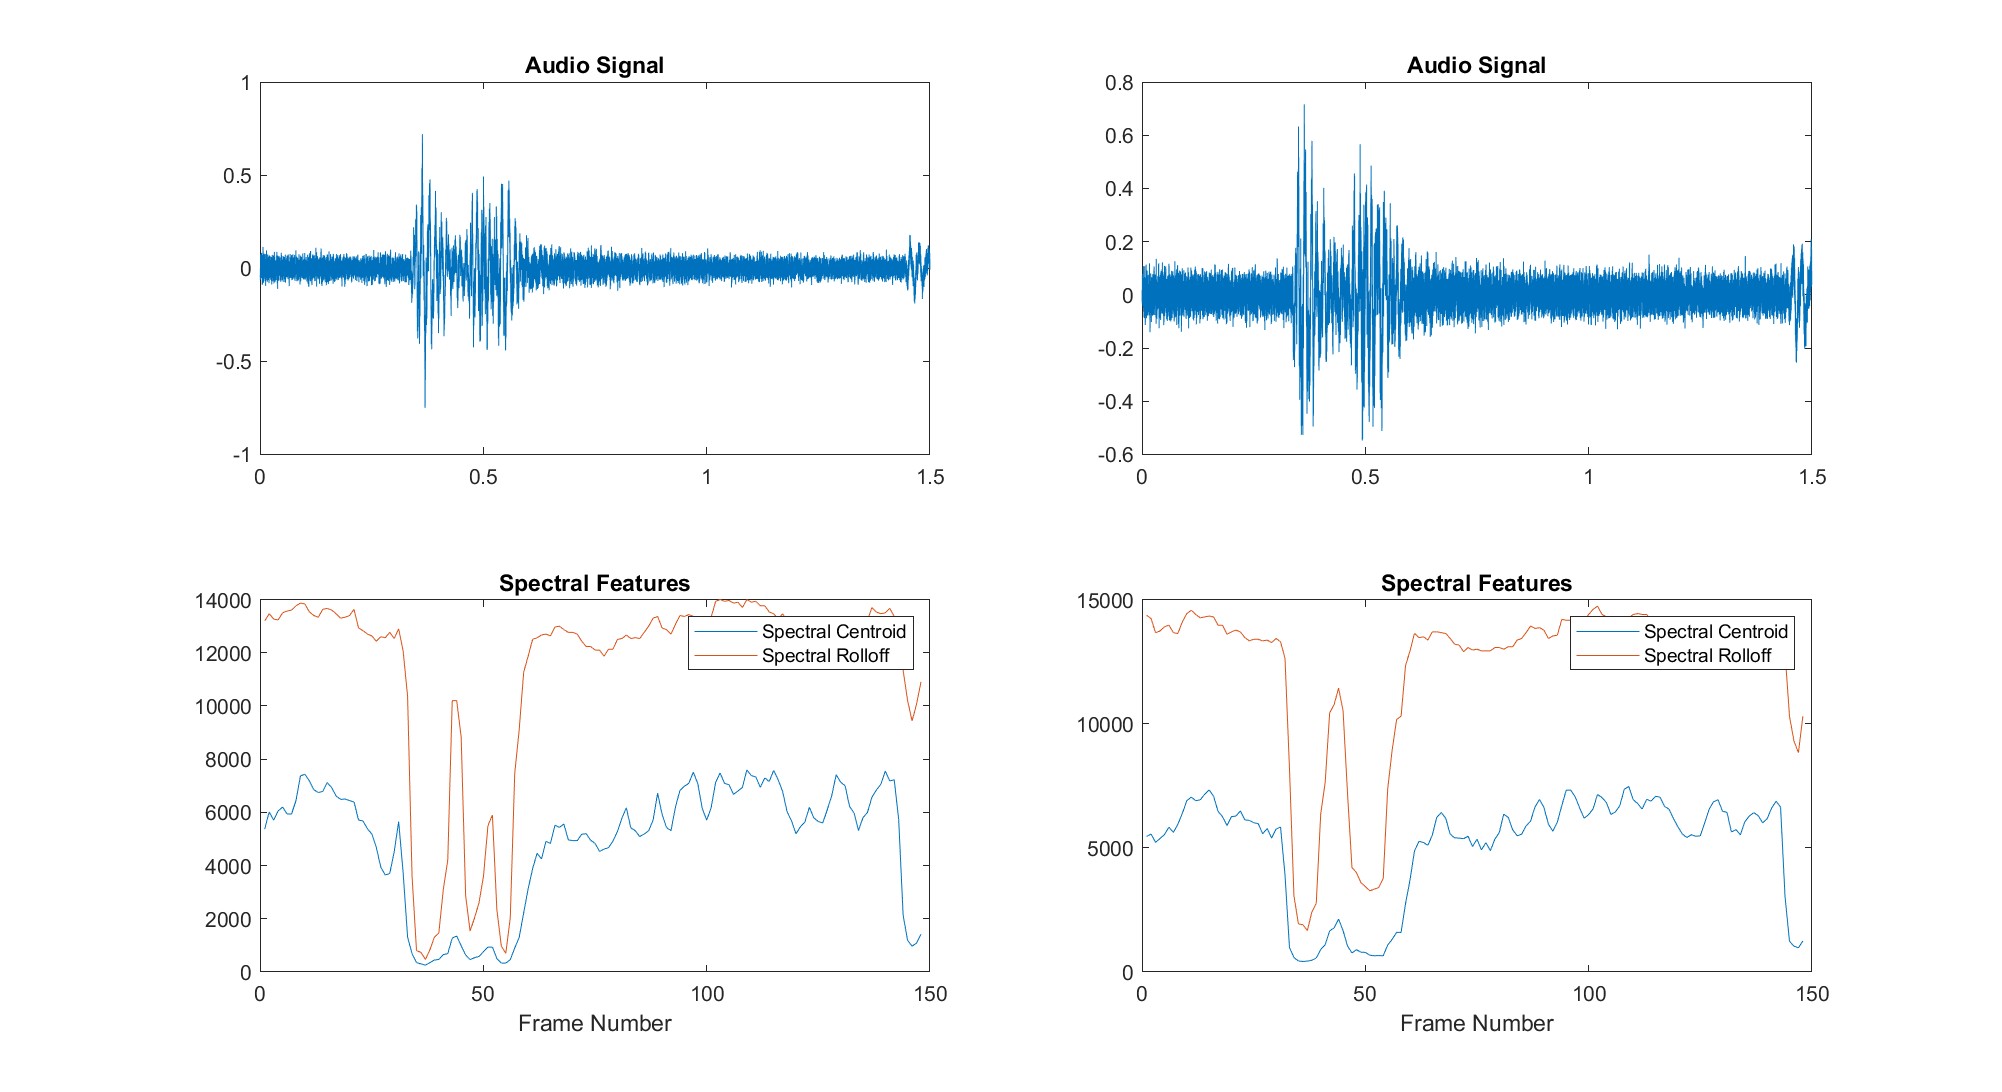 Audio Signal
1
0.5
0
-0.5
-1
0 0.5 1 1.5
Audio Signal
0.8
0.6
0.4
0.2
0
-0.2
-0.4
-0.6
0 0.5 1 1.5
Spectral Features
14000
12000
10000
8000
6000
4000
2000
0
0 50 100 150
Spectral Centroid
Spectral Rolloff
Frame Number
Spectral Features
15000
10000
5000
0
0 50 100 150
Spectral Centroid
Spectral Rolloff
Frame Number